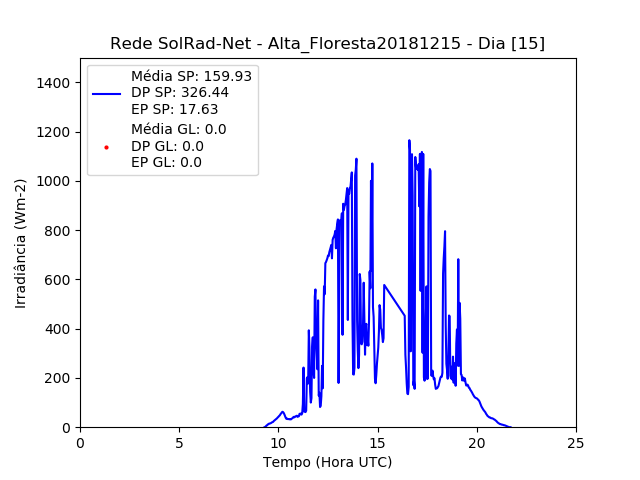 Rede SolRad-Net - Alta_Floresta20181215 - Dia [15]
Média SP: 159.93
DP SP: 326.44
EP SP: 17.63
Média GL: 0.0
DP GL: 0.0
EP GL: 0.0
1400
1200
1000
800
600
400
200
0
Irradiância (Wm-2)
0 5 10 15 20 25
Tempo (Hora UTC)